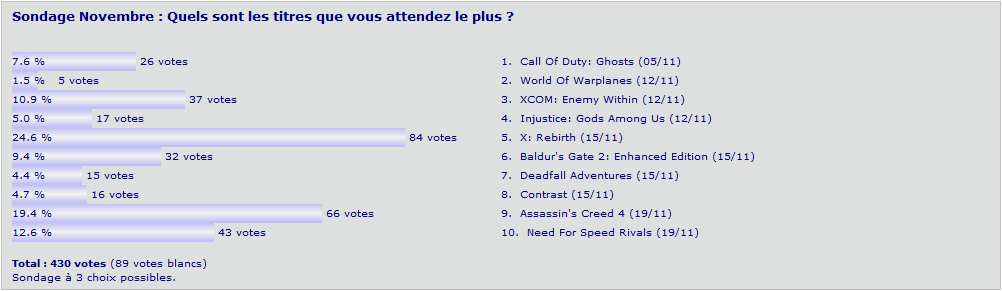 Sondage Novembre : Quels sont les titres que vous attendez le plus ?
7.6 % 26 votes 1. Call Of Duty: Ghosts (05/11)
1.5 % 5 votes 2. World Of Warplanes (12/11)
10.9 % 37 votes 3. XCOM: Enemy Within (12/11)
5.0 % 17 votes 4. Injustice: Gods Among Us (12/11)
24.6 % 84 votes 5. X: Rebirth (15/11)
9.4 % 32 votes 6. Baldur's Gate 2: Enhanced Edition (15/11)
4.4 % 15 votes 7. Deadfall Adventures (15/11)
4.7 % 16 votes 8. Contrast (15/11)
19.4 % 66 votes 9. Assassin's Creed 4 (19/11)
12.6 % 43 votes 10. Need For Speed Rivals (19/11)
Total : 430 votes (89 votes blancs)
Sondage à 3 choix possibles.